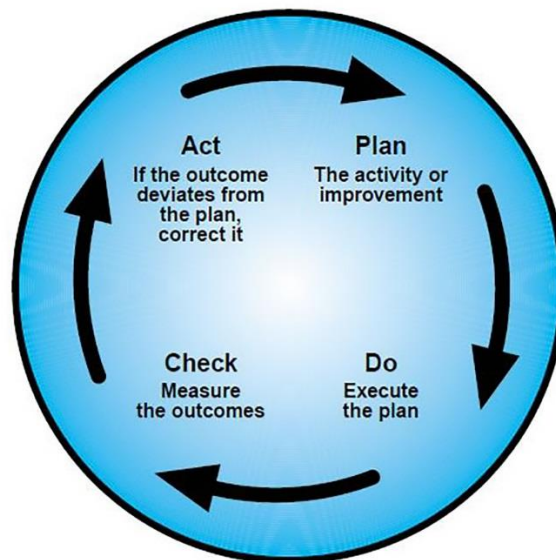 Act
If the outcome
deviates from
the plan,
correct it
Plan
The activity or
improvement
Check
Measure
the outcomes
Do
Execute
the plan